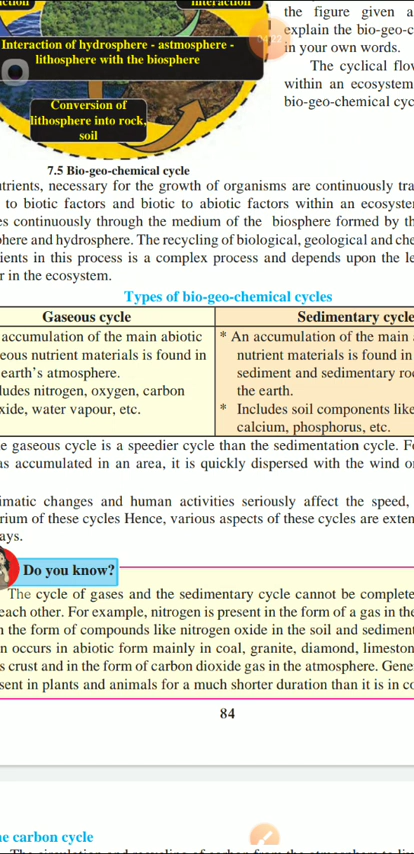 interaction
the figure given a
explain the bio-geo-c
in your own words.
The cyclical flo
within an ecosystem
bio-geo-chemical cyc
Interaction of hydrosphere - astmosphere -
lithosphere with the biosphere
Conversion of
lithosphere into rock,
soil
7.5 Bio-geo-chemical cycle
utrients, necessary for the growth of organisms are continuously tra
to biotic factors and biotic to abiotic factors within an ecosyste
es continuously through the medium of the biosphere formed by th
phere and hydrosphere. The recycling of biological, geological and che
ients in this process is a complex process and depends upon the le
r in the ecosystem.
Types of bio-geo-chemical cycles
Gaseous cycle
accumulation of the main abiotic
eous nutrient materials is found in
earth's atmosphere.
ludes nitrogen, oxygen, carbon
xide, water vapour, etc.
Sedimentary cycle
* An accumulation of the main
nutrient materials is found in
sediment and sedimentary ro
the earth.
* Includes soil components like
calcium, phosphorus, etc.
e gaseous cycle is a speedier cycle than the sedimentation cycle. F
as accumulated in an area, it is quickly dispersed with the wind o
imatic changes and human activities seriously affect the speed,
rium of these cycles Hence, various aspects of these cycles are exten
ays.
Do you know?
The cycle of gases and the sedimentary cycle cannot be complete
each other. For example, nitrogen is present in the form of a gas in the
n the form of compounds like nitrogen oxide in the soil and sediment
n occurs in abiotic form mainly in coal, granite, diamond, limeston
s crust and in the form of carbon dioxide gas in the atmosphere. Gene
sent in plants and animals for a much shorter duration than it is in co
84
e carbon cycle